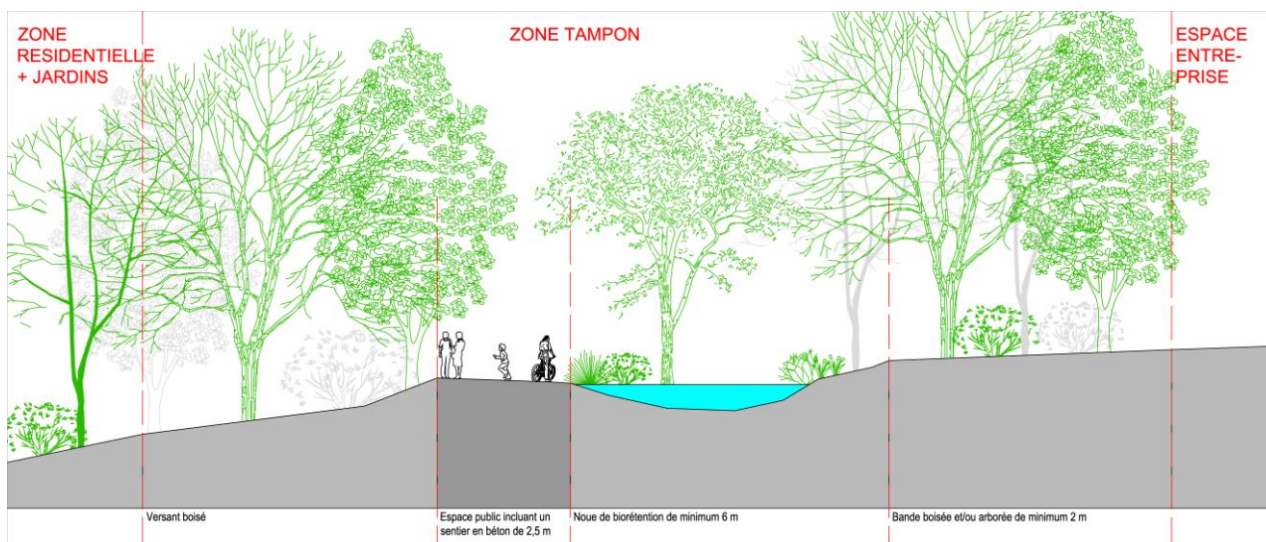 ZONE
RESIDENTIELLE
+ JARDINS
ZONE TAMPON
ESPACE
ENTRE-
PRISE
Versant boisé
Espace public incluant un
sentier en béton de 2,5 m
Noue de biorétention de minimum 6 m
Bande boisée et/ou arborée de minimum 2 m